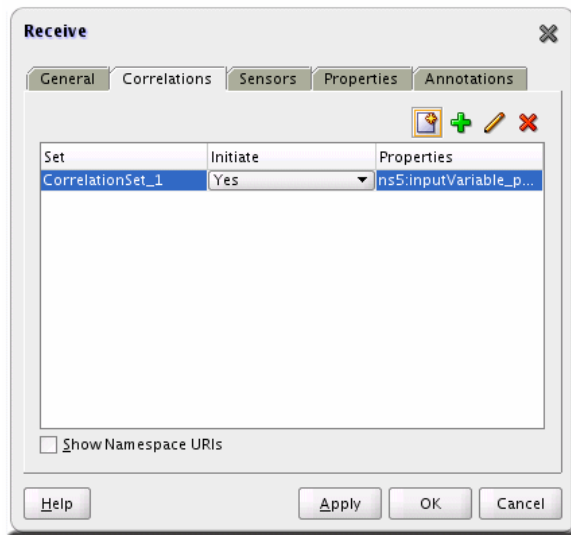 Receive
General Correlations Sensors Properties Annotations
Set Initiate Properties
CorrelationSet_1 Yes ns5:inputVariable_p...
Show Namespace URIs
Help Apply OK Cancel